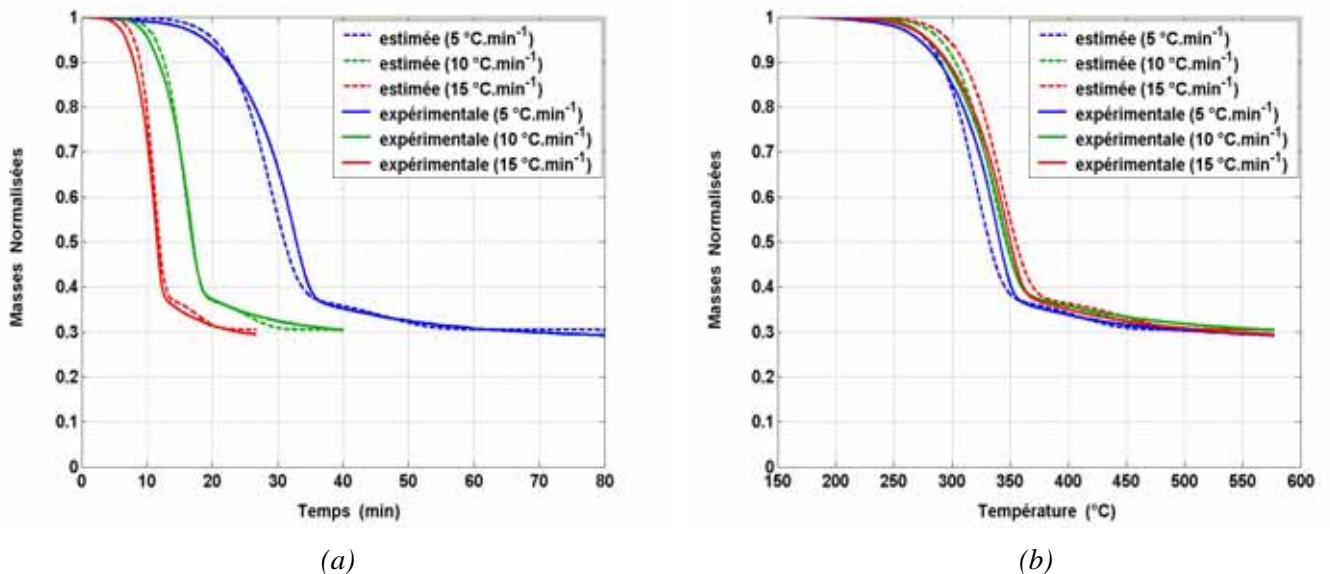 1
0.9
0.8
0.7
0.6
0.5
0.4
0.3
0.2
0.1
0
Masses Normalisées
0 10 20 30 40 50 60 70 80
Temps (min)
estimée (5 °C.min-1)
estimée (10 °C.min-1)
estimée (15 °C.min-1)
expérimentale (5 °C.min-1)
expérimentale (10 °C.min-1)
expérimentale (15 °C.min-1)
(a)
1
0.9
0.8
0.7
0.6
0.5
0.4
0.3
0.2
0.1
0
Masses Normalisées
150 200 250 300 350 400 450 500 550 600
Température (°C)
estimée (5 °C.min-1)
estimée (10 °C.min-1)
estimée (15 °C.min-1)
expérimentale (5 °C.min-1)
expérimentale (10 °C.min-1)
expérimentale (15 °C.min-1)
(b)